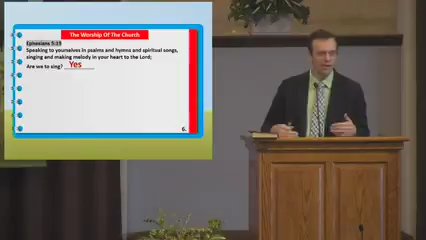 The Worship Of The Church
Ephesians 5:19
Speaking to yourselves in psalms and hymns and spiritual songs,
singing and making melody in your heart to the Lord;
Are we to sing? Yes
6.